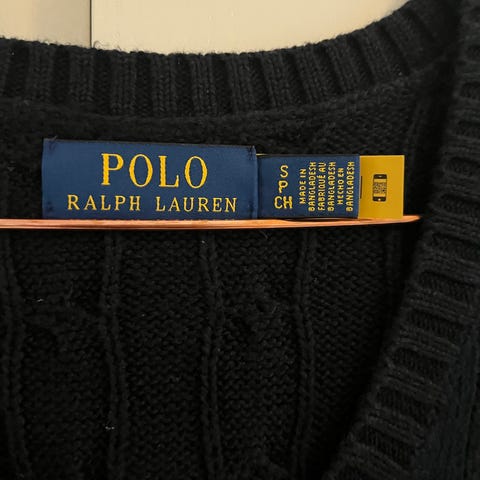 POLO
RALPH LAUREN
S
P
CH
MADE IN
BANGLADESH
FABRIQUÉ AU
BANGLADESH
HECHO EN
BANGLADESH